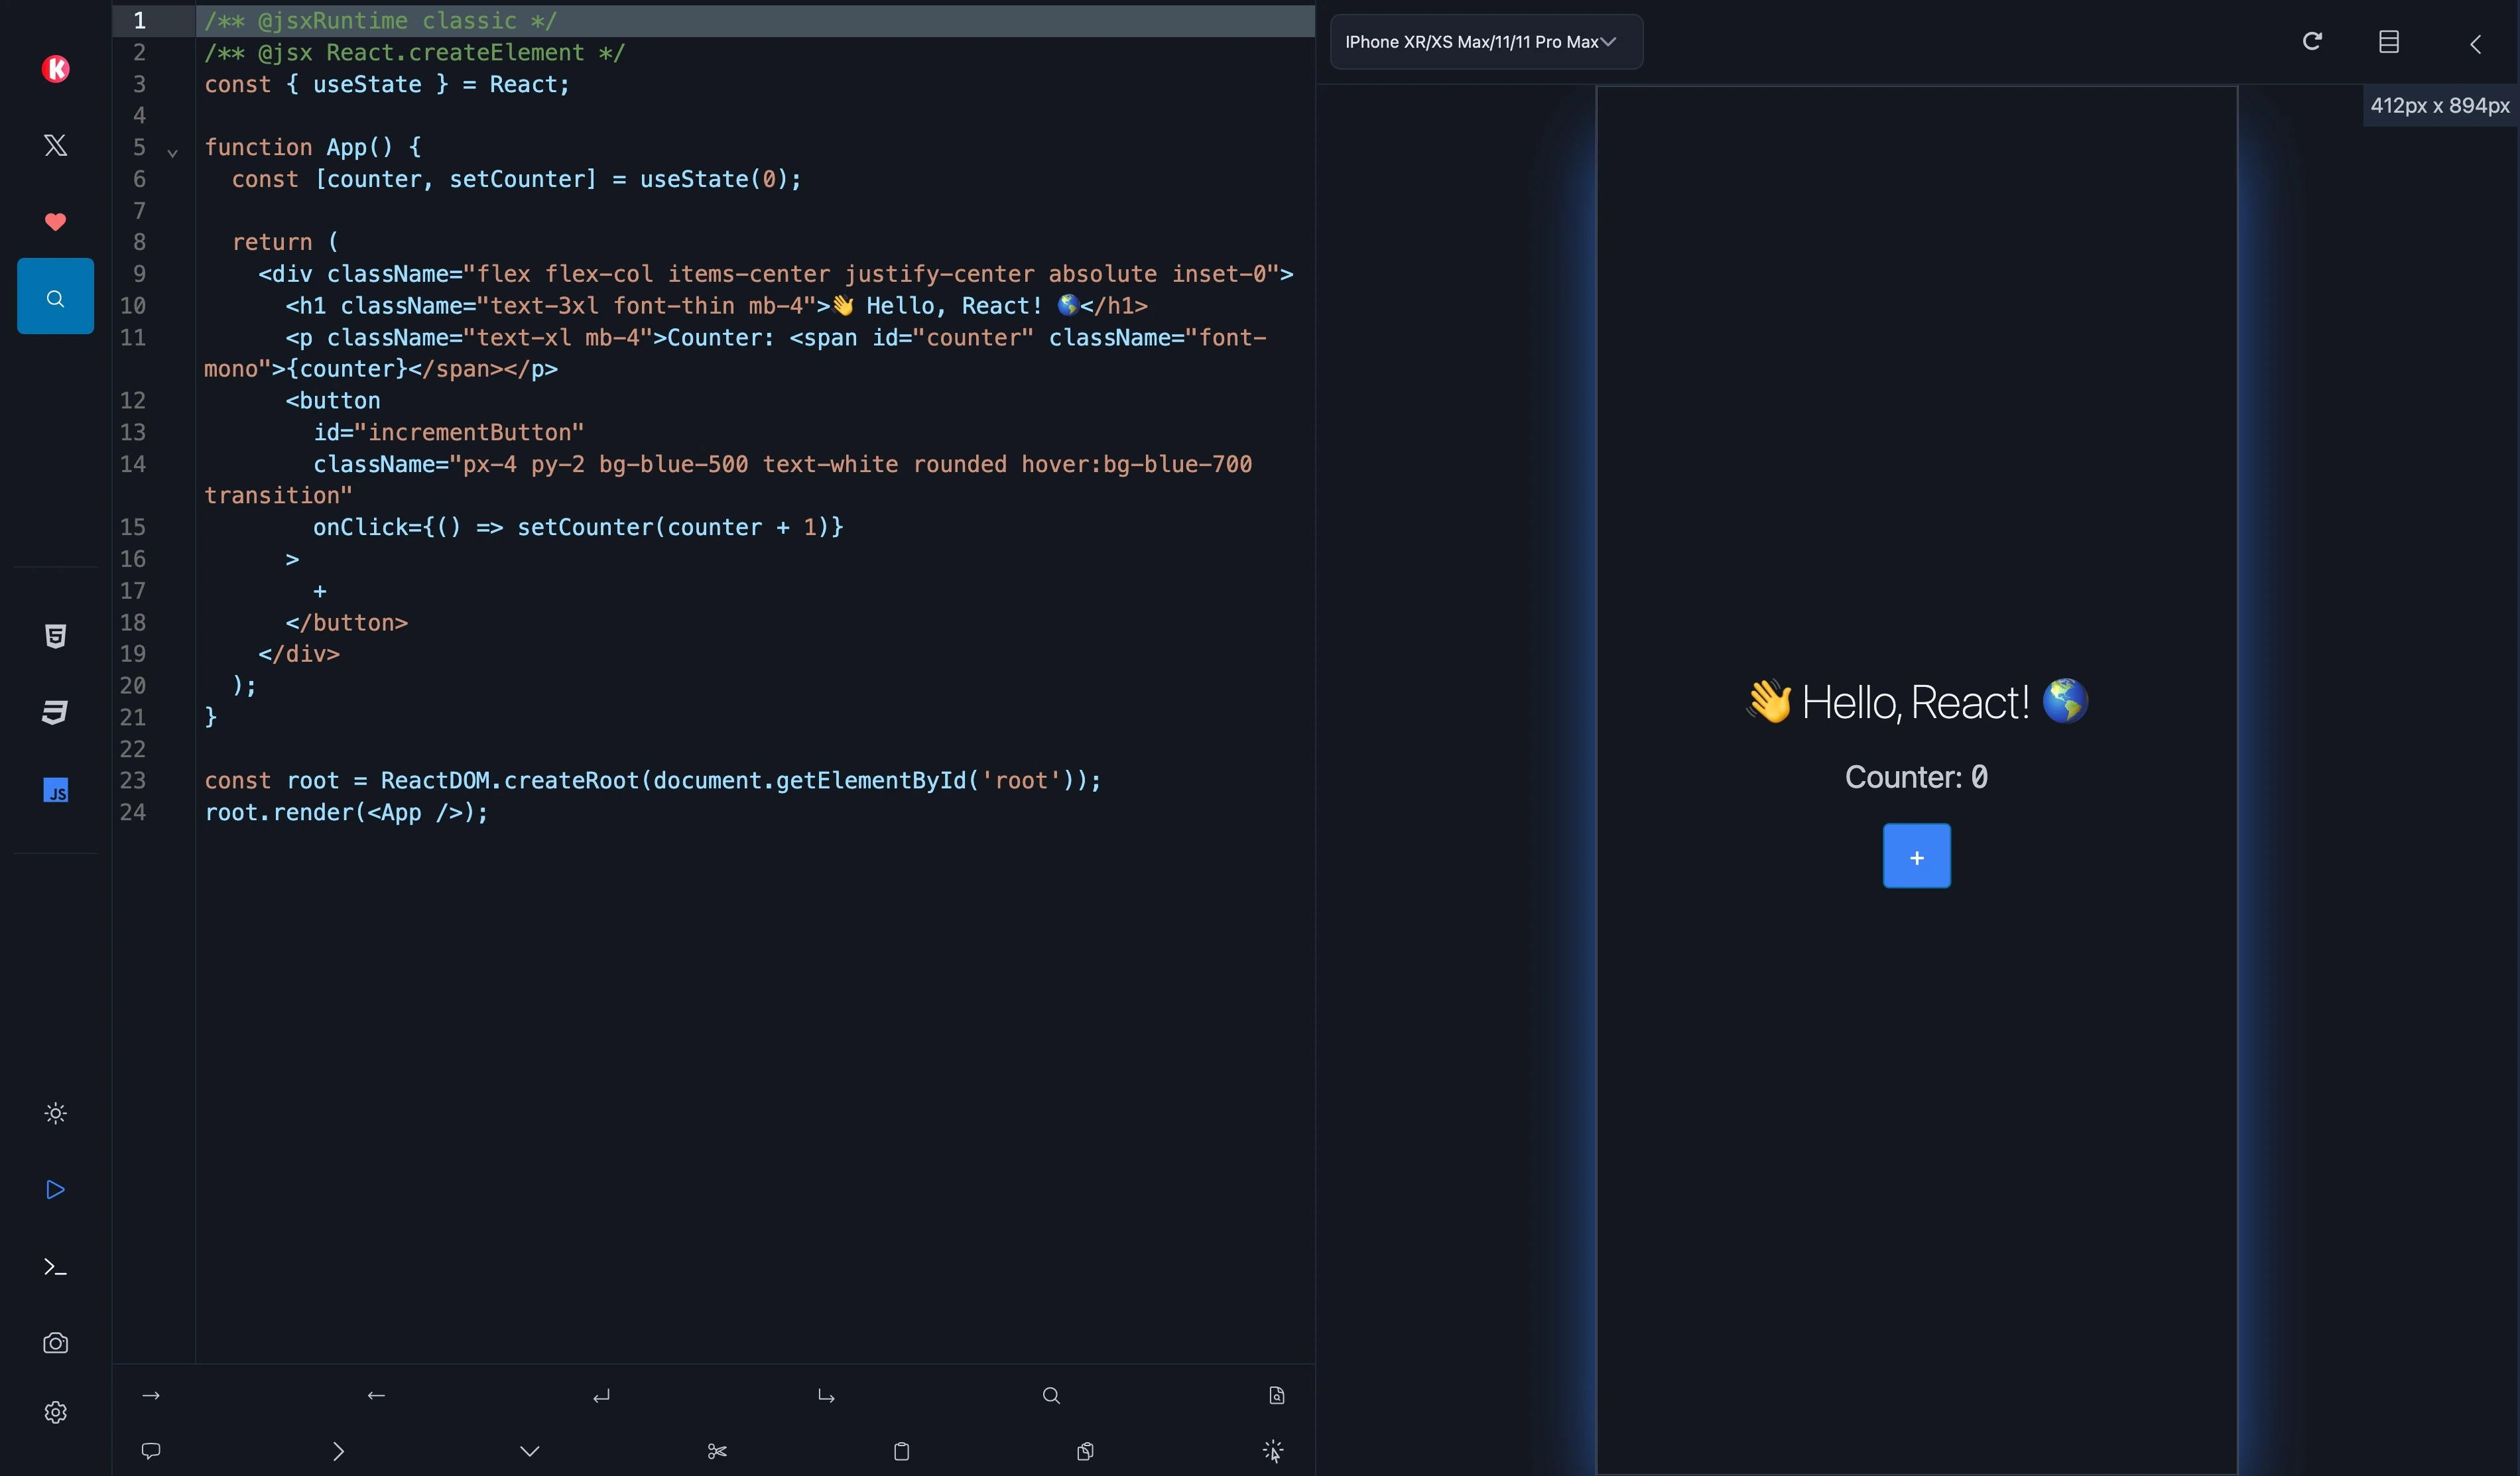 1 /** @jsxRuntime classic */
2 /** @jsx React.createElement */
3 const { useState } = React;
4
5 function App() {
6   const [counter, setCounter] = useState(0);
7
8   return (
9     <div className="flex flex-col items-center justify-center absolute inset-0">
10       <h1 className="text-3xl font-thin mb-4">👋 Hello, React! 🌎</h1>
11       <p className="text-xl mb-4">Counter: <span id="counter" className="font-
mono">{counter}</span></p>
12       <button
13         id="incrementButton"
14         className="px-4 py-2 bg-blue-500 text-white rounded hover:bg-blue-700
transition"
15         onClick={() => setCounter(counter + 1)}
16       >
17         +
18       </button>
19     </div>
20   );
21 }
22
23 const root = ReactDOM.createRoot(document.getElementById('root'));
24 root.render(<App />);
K
X
5
JS
IPhone XR/XS Max/11/11 Pro Max
412px x 894px
👋 Hello, React! 🌎
Counter: 0
+